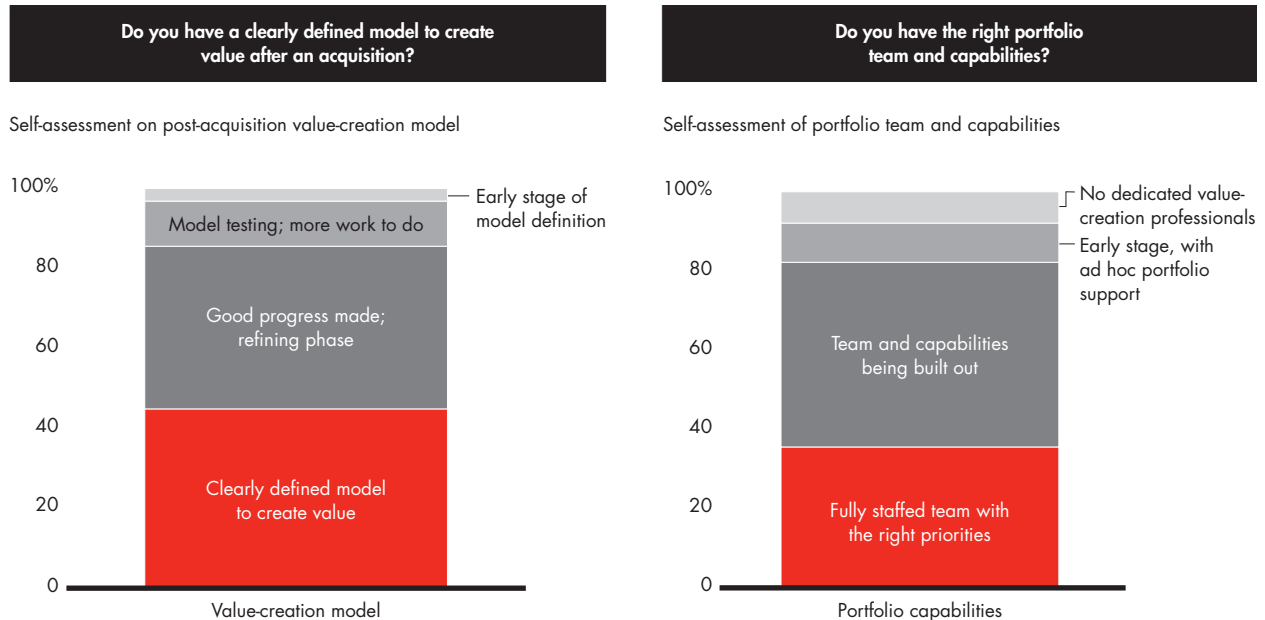 Do you have a clearly defined model to create
value after an acquisition?
Self-assessment on post-acquisition value-creation model
100%
80
60
40
20
0
Early stage of
model definition
Model testing; more work to do
Good progress made;
refining phase
Clearly defined model
to create value
Value-creation model
Do you have the right portfolio
team and capabilities?
Self-assessment of portfolio team and capabilities
100%
80
60
40
20
0
No dedicated value-
creation professionals
Early stage, with
ad hoc portfolio
support
Team and capabilities
being built out
Fully staffed team with
the right priorities
Portfolio capabilities